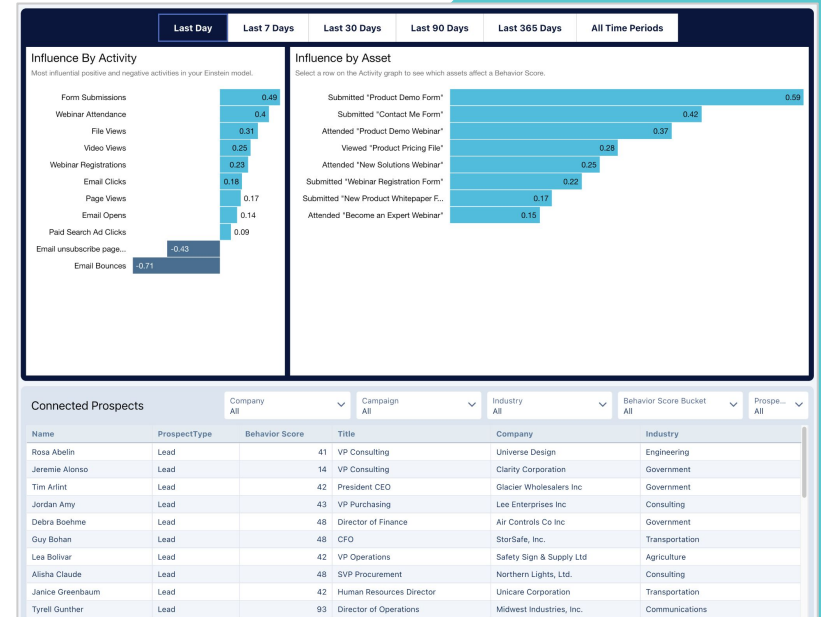 Last Day Last 7 Days Last 30 Days Last 90 Days Last 365 Days All Time Periods
Influence By Activity
Most influential positive and negative activities in your Einstein model.
Form Submissions 0.49
Webinar Attendance 0.4
File Views 0.31
Video Views 0.25
Webinar Registrations 0.23
Email Clicks 0.18
Page Views 0.17
Email Opens 0.14
Paid Search Ad Clicks 0.09
Email unsubscribe page... -0.43
Email Bounces -0.71
Influence by Asset
Select a row on the Activity graph to see which assets affect a Behavior Score.
Submitted "Product Demo Form" 0.59
Submitted "Contact Me Form" 0.42
Attended "Product Demo Webinar" 0.37
Viewed "Product Pricing File" 0.28
Attended "New Solutions Webinar" 0.25
Submitted "Webinar Registration Form" 0.22
Submitted "New Product Whitepaper F... 0.17
Attended "Become an Expert Webinar" 0.15
Connected Prospects
Company
All
Campaign
All
Industry
All
Behavior Score Bucket
All
Prospe...
All
Name ProspectType Behavior Score Title Company Industry
Rosa Abelin Lead 41 VP Consulting Universe Design Engineering
Jeremie Alonso Lead 14 VP Consulting Clarity Corporation Government
Tim Arlint Lead 42 President CEO Glacier Wholesalers Inc Government
Jordan Amy Lead 43 VP Purchasing Lee Enterprises Inc Consulting
Debra Boehme Lead 48 Director of Finance Air Controls Co Inc Government
Guy Bohan Lead 48 CFO StorSafe, Inc. Transportation
Lea Bolivar Lead 42 VP Operations Safety Sign & Supply Ltd Agriculture
Alisha Claude Lead 48 SVP Procurement Northern Lights, Ltd. Consulting
Janice Greenbaum Lead 42 Human Resources Director Unicare Corporation Transportation
Tyrell Gunther Lead 93 Director of Operations Midwest Industries, Inc. Communications